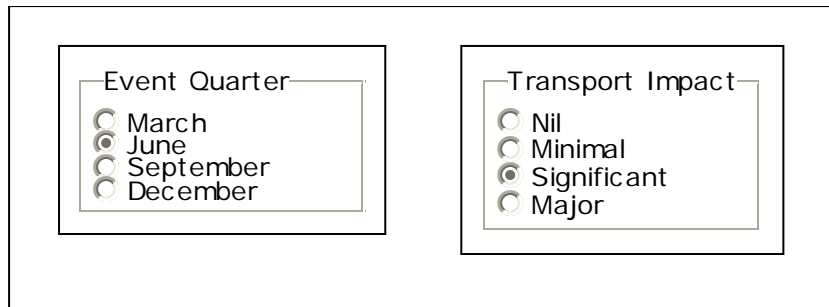 Event Quarter
March
June
September
December
Transport Impact
Nil
Minimal
Significant
Major